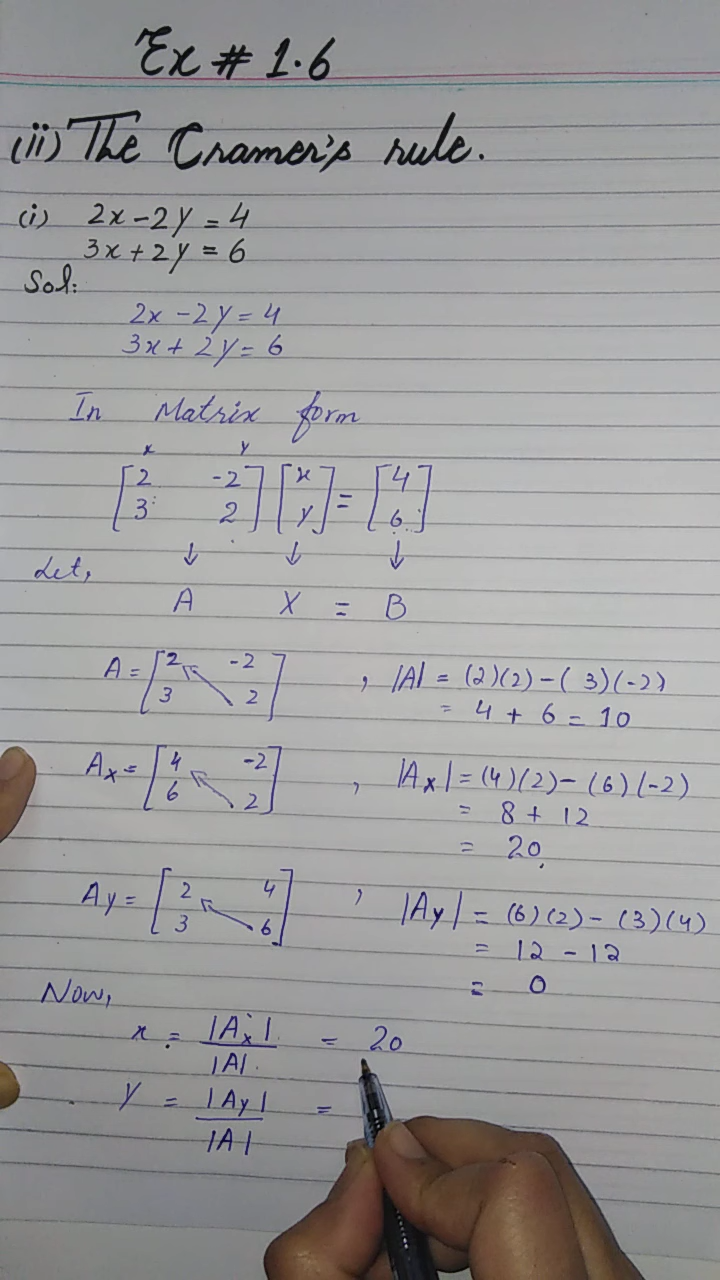 Ex # 1.6
(ii) The Cramer's rule.
(i) 2x - 2y = 4
3x + 2y = 6
Sol:
2x - 2y = 4
3x + 2y = 6
In Matrix form
x y
[2 -2] [x] = [4]
[3 2] [y] [6]
↓ ↓ ↓
Let,
A X = B
A = [2 -2] , |A| = (2)(2) - (3)(-2)
[3 2] = 4 + 6 = 10
Ax = [4 -2] , |Ax| = (4)(2) - (6)(-2)
[6 2] = 8 + 12
= 20
Ay = [2 4] , |Ay| = (6)(2) - (3)(4)
[3 6] = 12 - 12
= 0
Now,
x = |Ax| / |A| = 20
y = |Ay| / |A| =